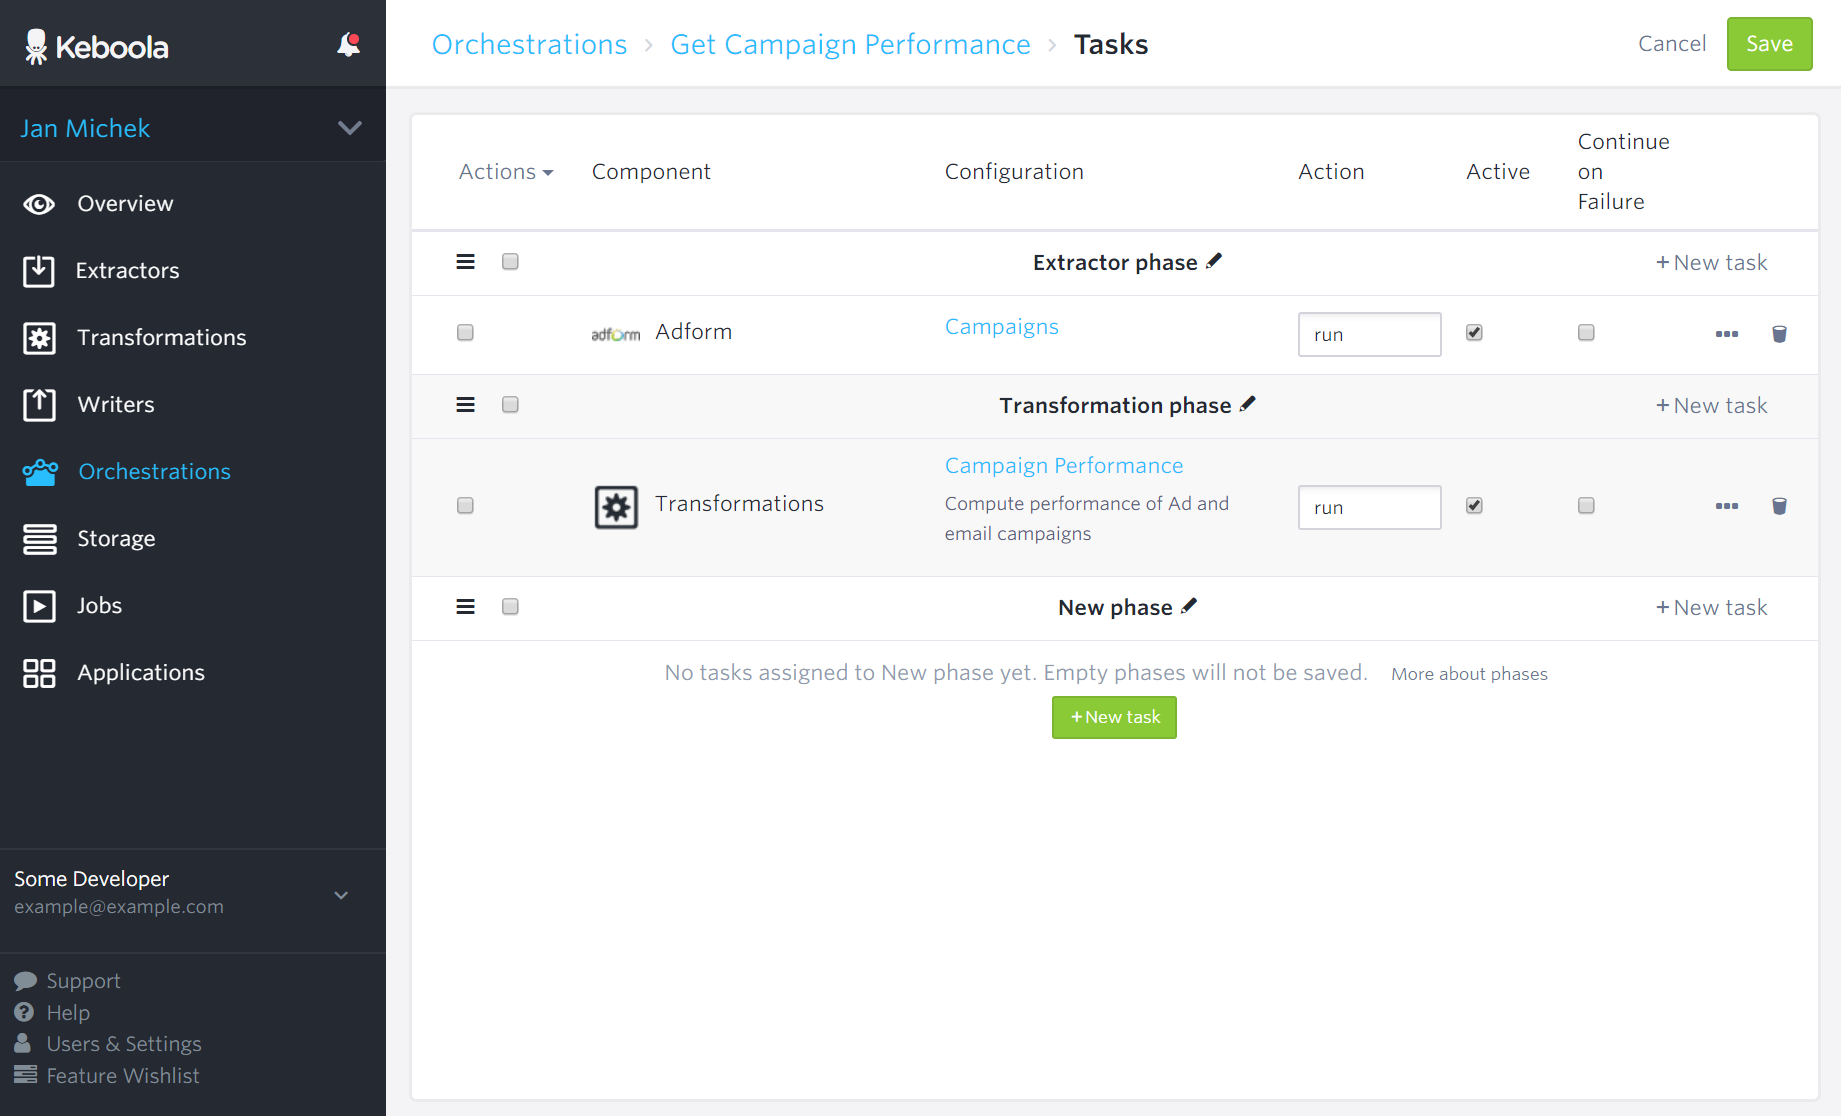 Keboola
Jan Michek
Overview
Extractors
Transformations
Writers
Orchestrations
Storage
Jobs
Applications
Some Developer
example@example.com
Support
Help
Users & Settings
Feature Wishlist
Orchestrations › Get Campaign Performance › Tasks
Cancel
Save
Actions
Component
Configuration
Action
Active
Continue
on
Failure
Extractor phase
+ New task
adform
Adform
Campaigns
run
Transformation phase
+ New task
Transformations
Campaign Performance
Compute performance of Ad and
email campaigns
run
New phase
+ New task
No tasks assigned to New phase yet. Empty phases will not be saved. More about phases
+ New task